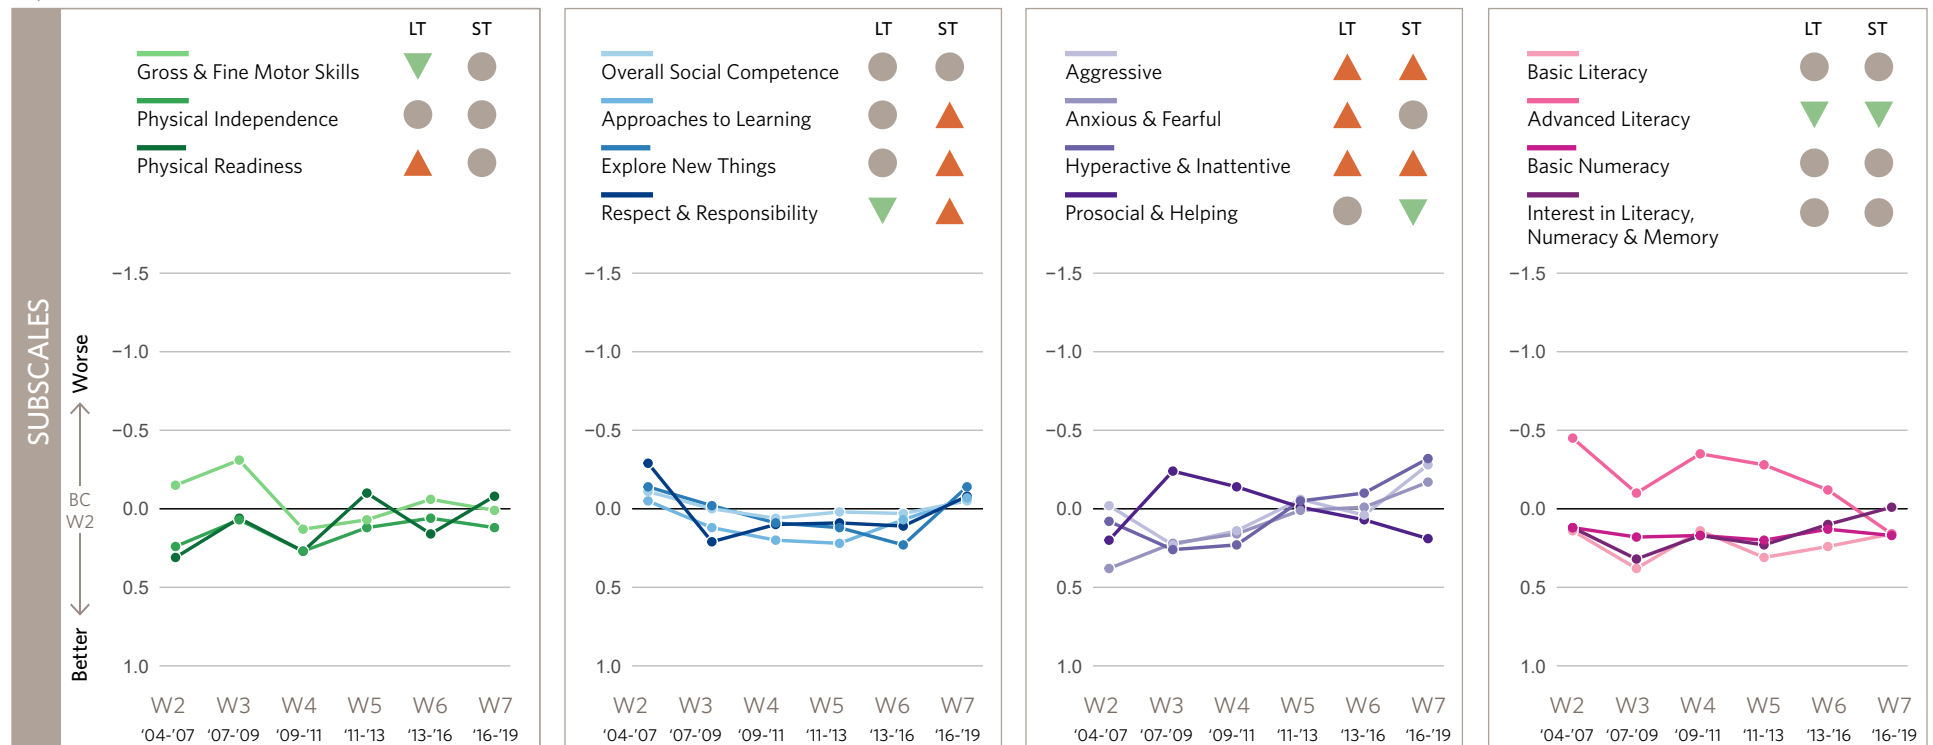 SUBSCALES
Worse
BC
W2
Better
LT ST
Gross & Fine Motor Skills
Physical Independence
Physical Readiness
−1.5
−1.0
−0.5
0.0
0.5
1.0
W2 W3 W4 W5 W6 W7
‘04-’07 ‘07-’09 ‘09-’11 ‘11-’13 ‘13-’16 ‘16-’19
LT ST
Overall Social Competence
Approaches to Learning
Explore New Things
Respect & Responsibility
−1.5
−1.0
−0.5
0.0
0.5
1.0
W2 W3 W4 W5 W6 W7
‘04-’07 ‘07-’09 ‘09-’11 ‘11-’13 ‘13-’16 ‘16-’19
LT ST
Aggressive
Anxious & Fearful
Hyperactive & Inattentive
Prosocial & Helping
−1.5
−1.0
−0.5
0.0
0.5
1.0
W2 W3 W4 W5 W6 W7
‘04-’07 ‘07-’09 ‘09-’11 ‘11-’13 ‘13-’16 ‘16-’19
LT ST
Basic Literacy
Advanced Literacy
Basic Numeracy
Interest in Literacy,
Numeracy & Memory
−1.5
−1.0
−0.5
0.0
0.5
1.0
W2 W3 W4 W5 W6 W7
‘04-’07 ‘07-’09 ‘09-’11 ‘11-’13 ‘13-’16 ‘16-’19